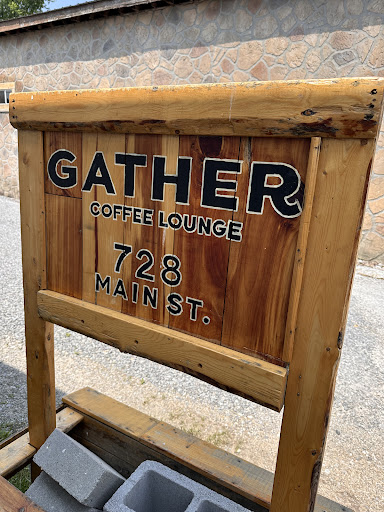 GATHER
COFFEE LOUNGE
728
MAIN ST.